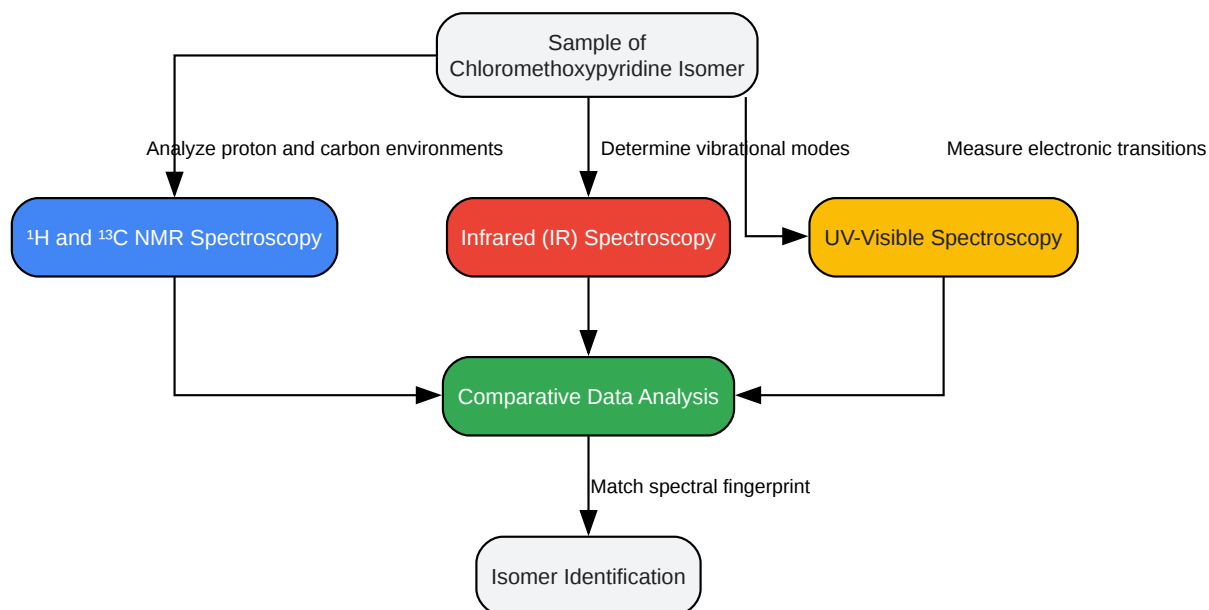 Sample of
Chloromethoxypyridine Isomer
Analyze proton and carbon environments
Determine vibrational modes
Measure electronic transitions
¹H and ¹³C NMR Spectroscopy
Infrared (IR) Spectroscopy
UV-Visible Spectroscopy
Comparative Data Analysis
Match spectral fingerprint
Isomer Identification